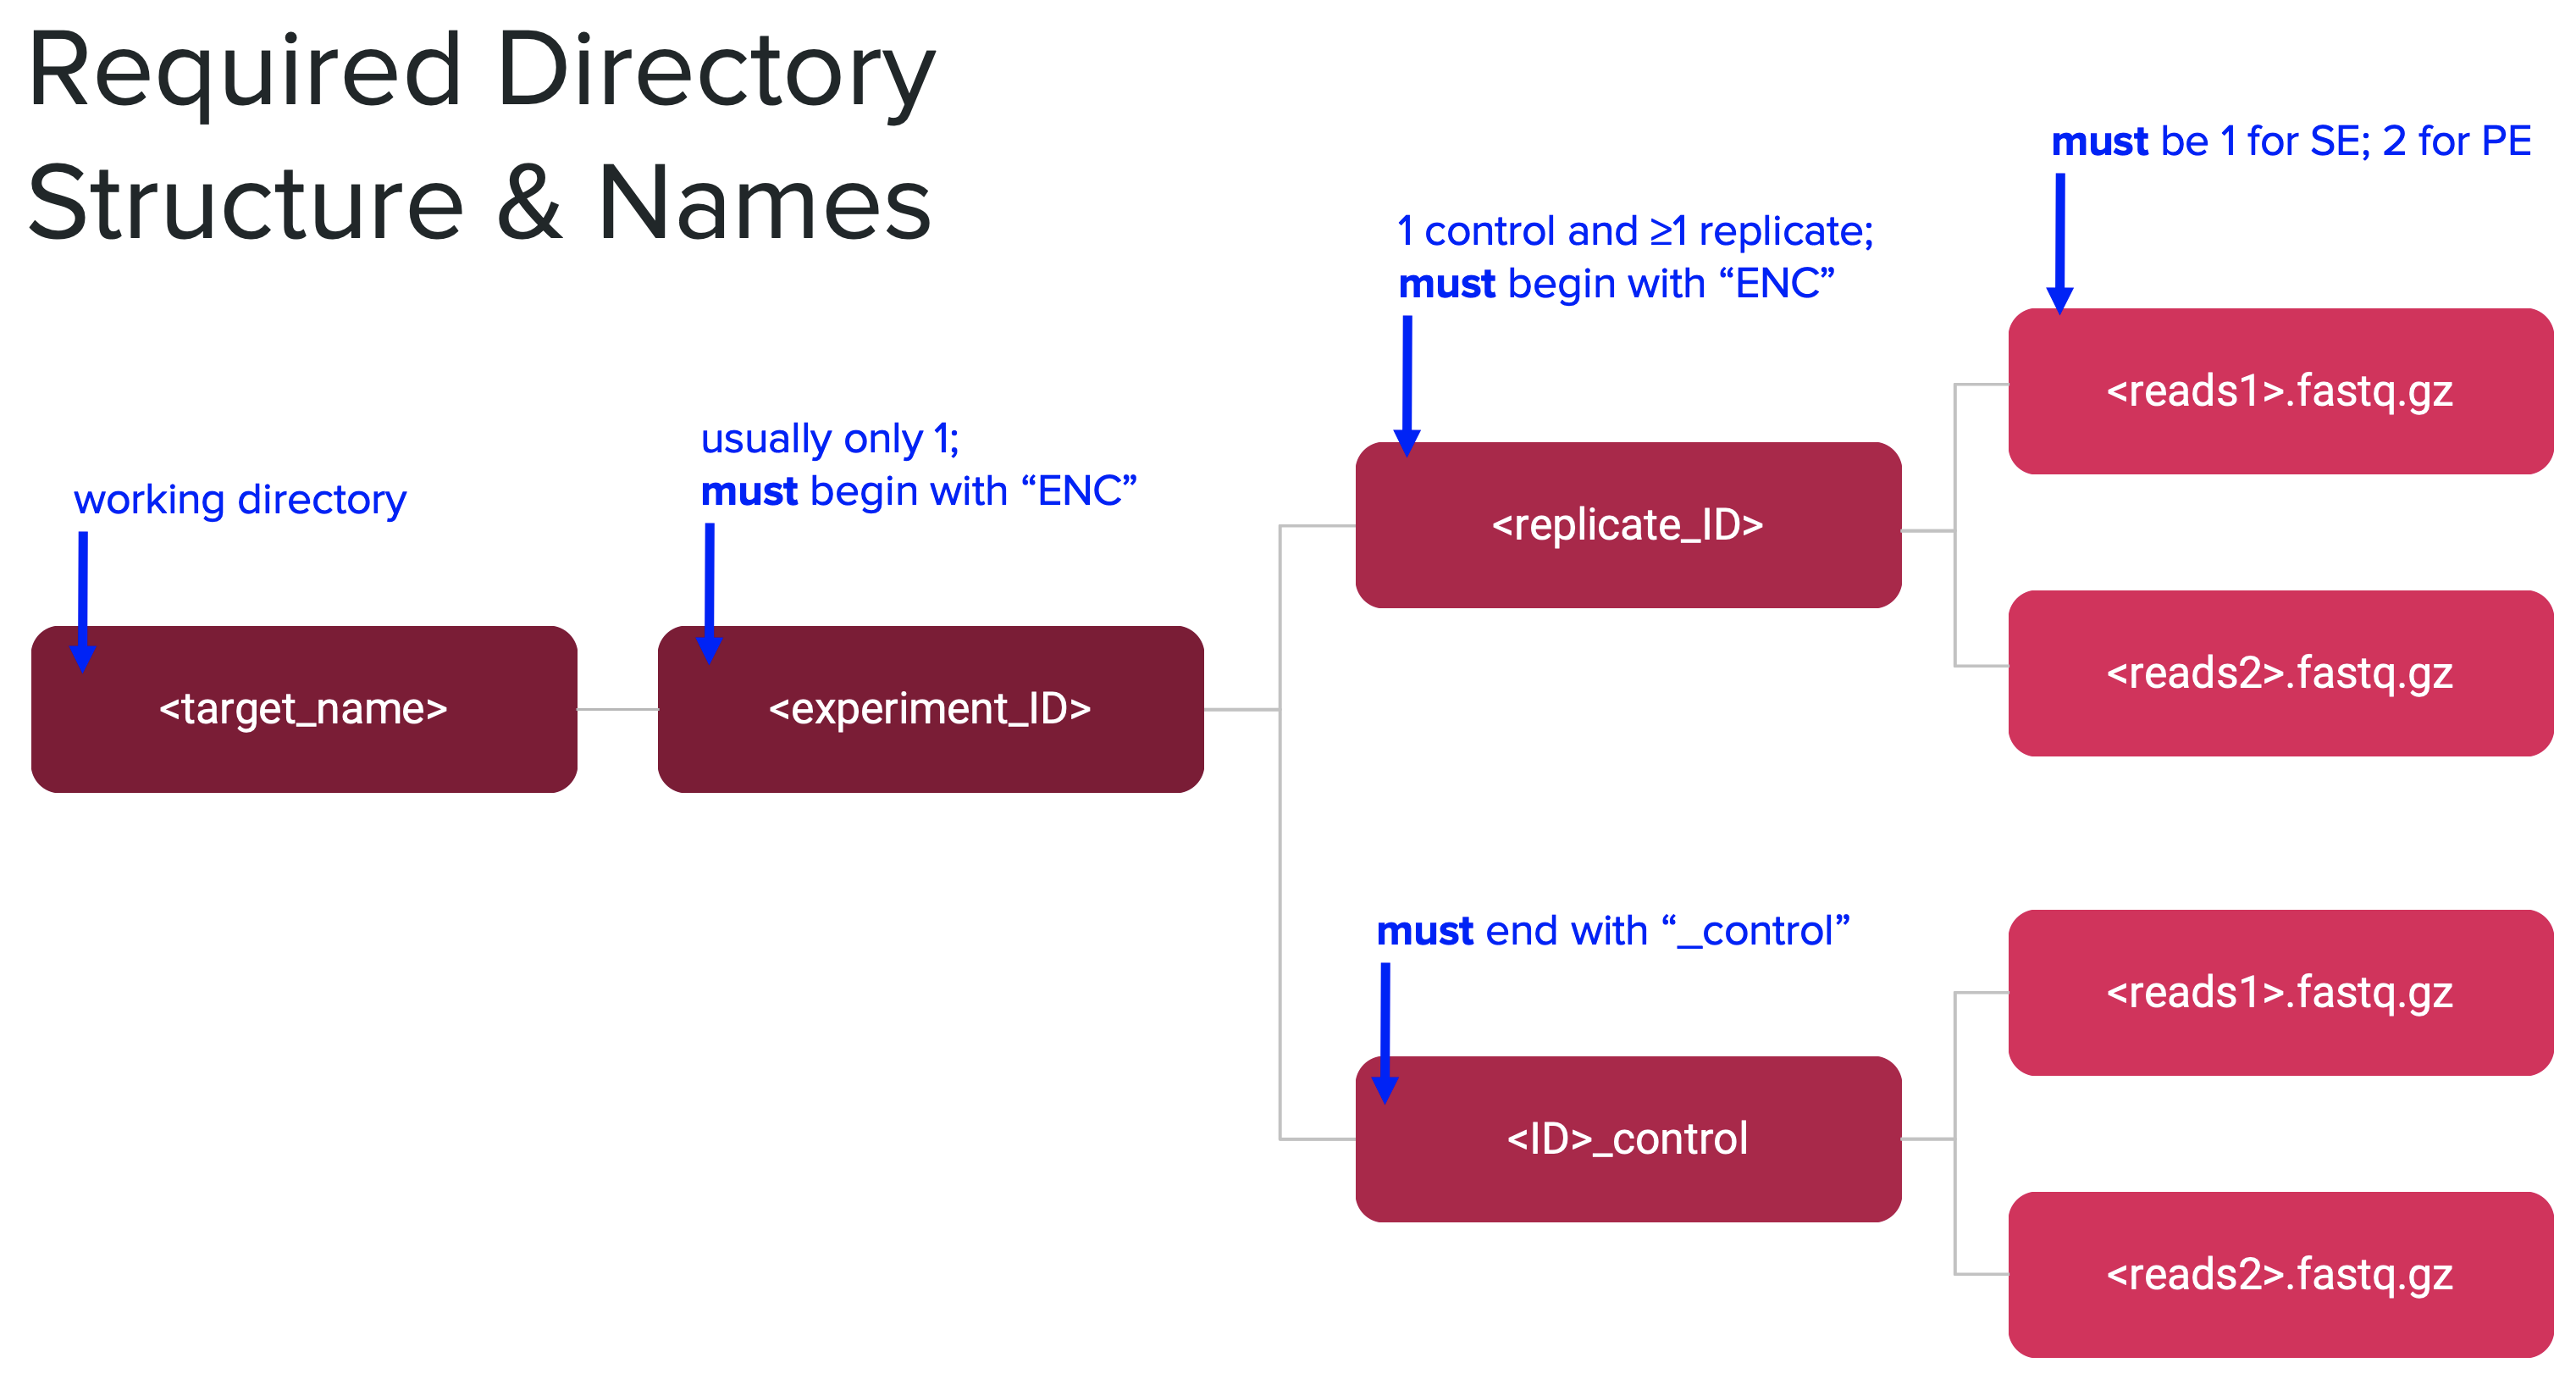 Required Directory
Structure & Names
working directory
<target_name>
usually only 1;
must begin with “ENC”
<experiment_ID>
1 control and ≥1 replicate;
must begin with “ENC”
<replicate_ID>
must end with “_control”
<ID>_control
must be 1 for SE; 2 for PE
<reads1>.fastq.gz
<reads2>.fastq.gz
<reads1>.fastq.gz
<reads2>.fastq.gz